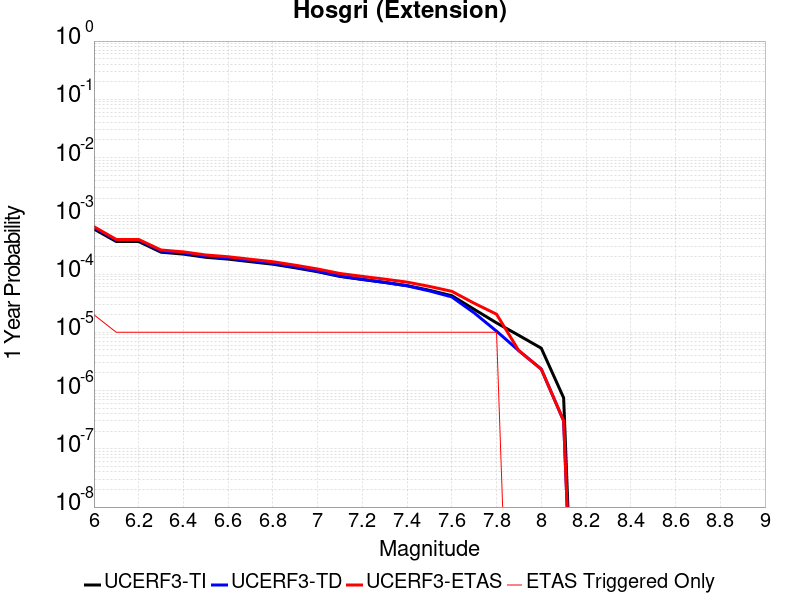 Hosgri (Extension)
10^0
10^-1
10^-2
10^-3
10^-4
10^-5
10^-6
10^-7
10^-8
1 Year Probability
6 6.2 6.4 6.6 6.8 7 7.2 7.4 7.6 7.8 8 8.2 8.4 8.6 8.8 9
Magnitude
UCERF3-TI UCERF3-TD UCERF3-ETAS ETAS Triggered Only